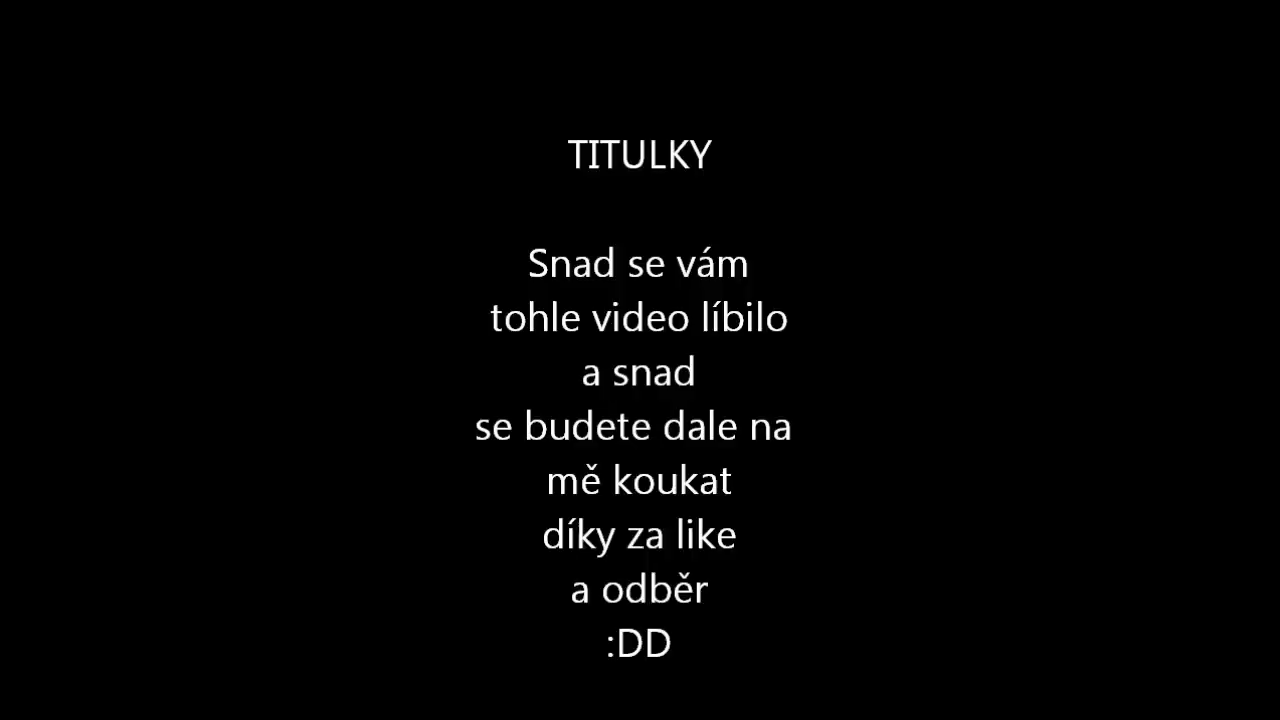 TITULKY
Snad se vám
tohle video líbilo
a snad
se budete dale na
mě koukat
díky za like
a odběr
:DD